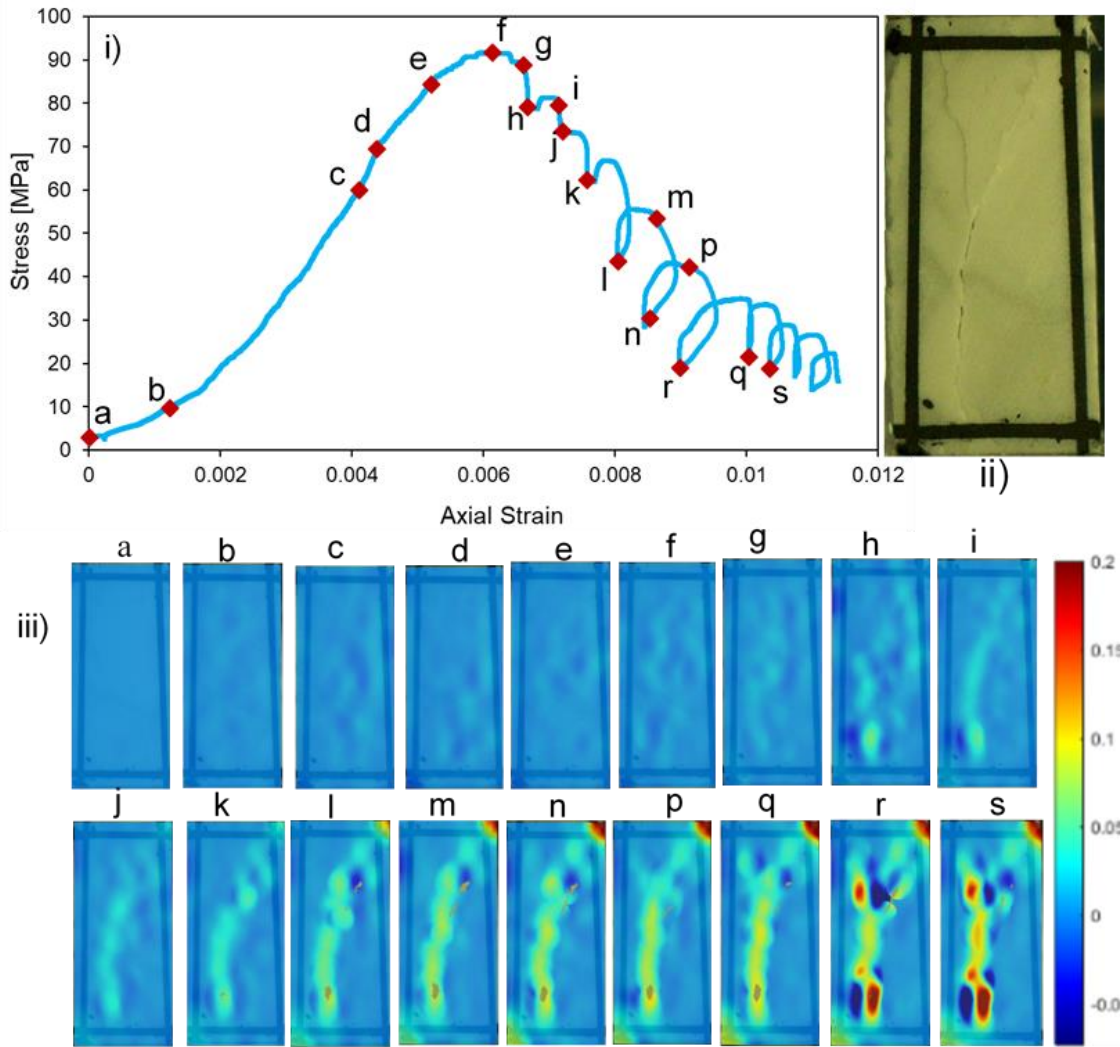 i)
100
90
80
70
60
50
40
30
20
10
0
Stress [MPa]
a
b
c
d
e
f
g
h
i
j
k
l
m
n
p
r
q
s
0
0.002
0.004
0.006
0.008
0.01
0.012
Axial Strain
ii)
iii)
a b c d e f g h i
j k l m n p q r s
0.2
0.15
0.1
0.05
0
-0.0